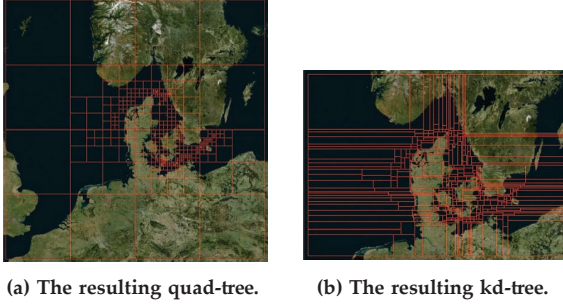 (a) The resulting quad-tree.
(b) The resulting kd-tree.